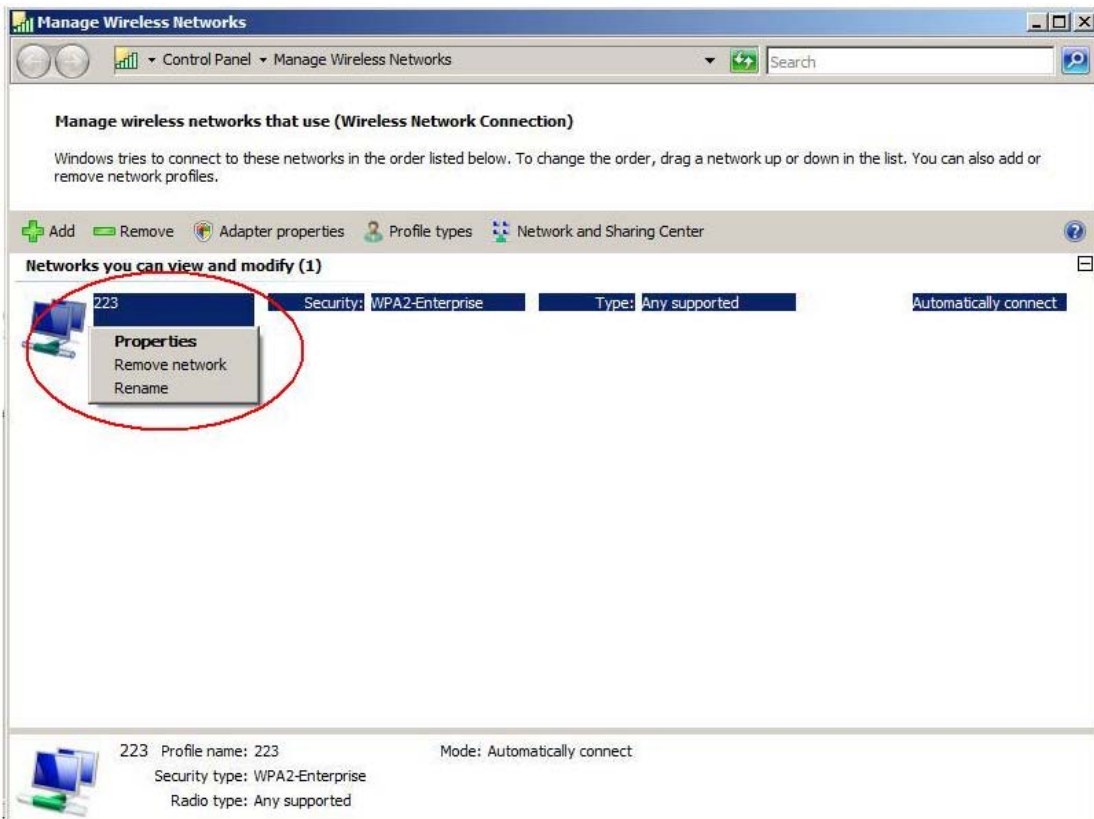 Manage Wireless Networks
Control Panel Manage Wireless Networks Search
Manage wireless networks that use (Wireless Network Connection)
Windows tries to connect to these networks in the order listed below. To change the order, drag a network up or down in the list. You can also add or
remove network profiles.
Add Remove Adapter properties Profile types Network and Sharing Center
Networks you can view and modify (1)
223 Security: WPA2-Enterprise Type: Any supported Automatically connect
Properties
Remove network
Rename
223 Profile name: 223 Mode: Automatically connect
Security type: WPA2-Enterprise
Radio type: Any supported